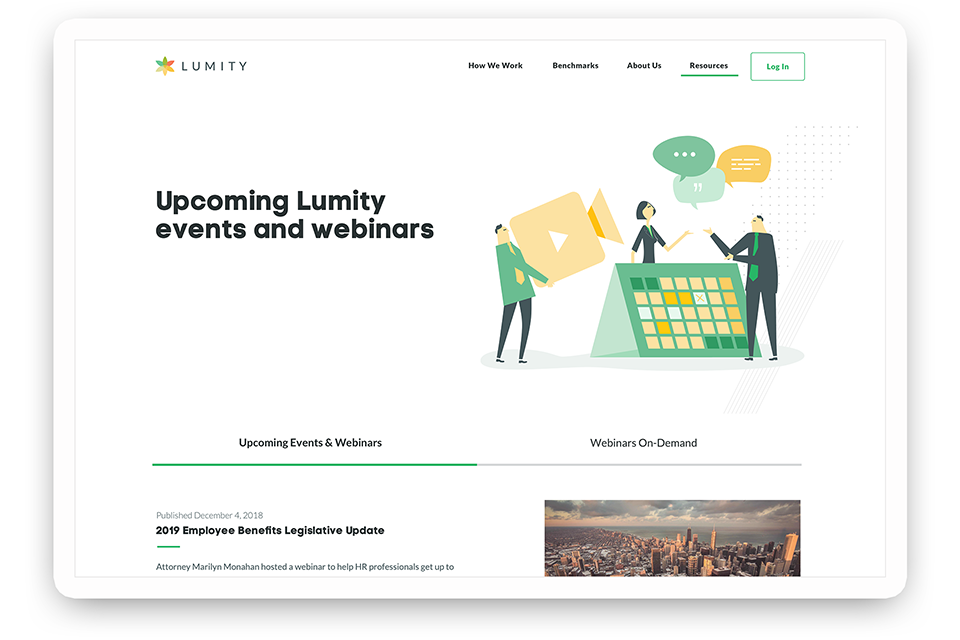 LUMITY
How We Work
Benchmarks
About Us
Resources
Log In
Upcoming Lumity
events and webinars
Upcoming Events & Webinars
Webinars On-Demand
Published December 4, 2018
2019 Employee Benefits Legislative Update
Attorney Marilyn Monahan hosted a webinar to help HR professionals get up to